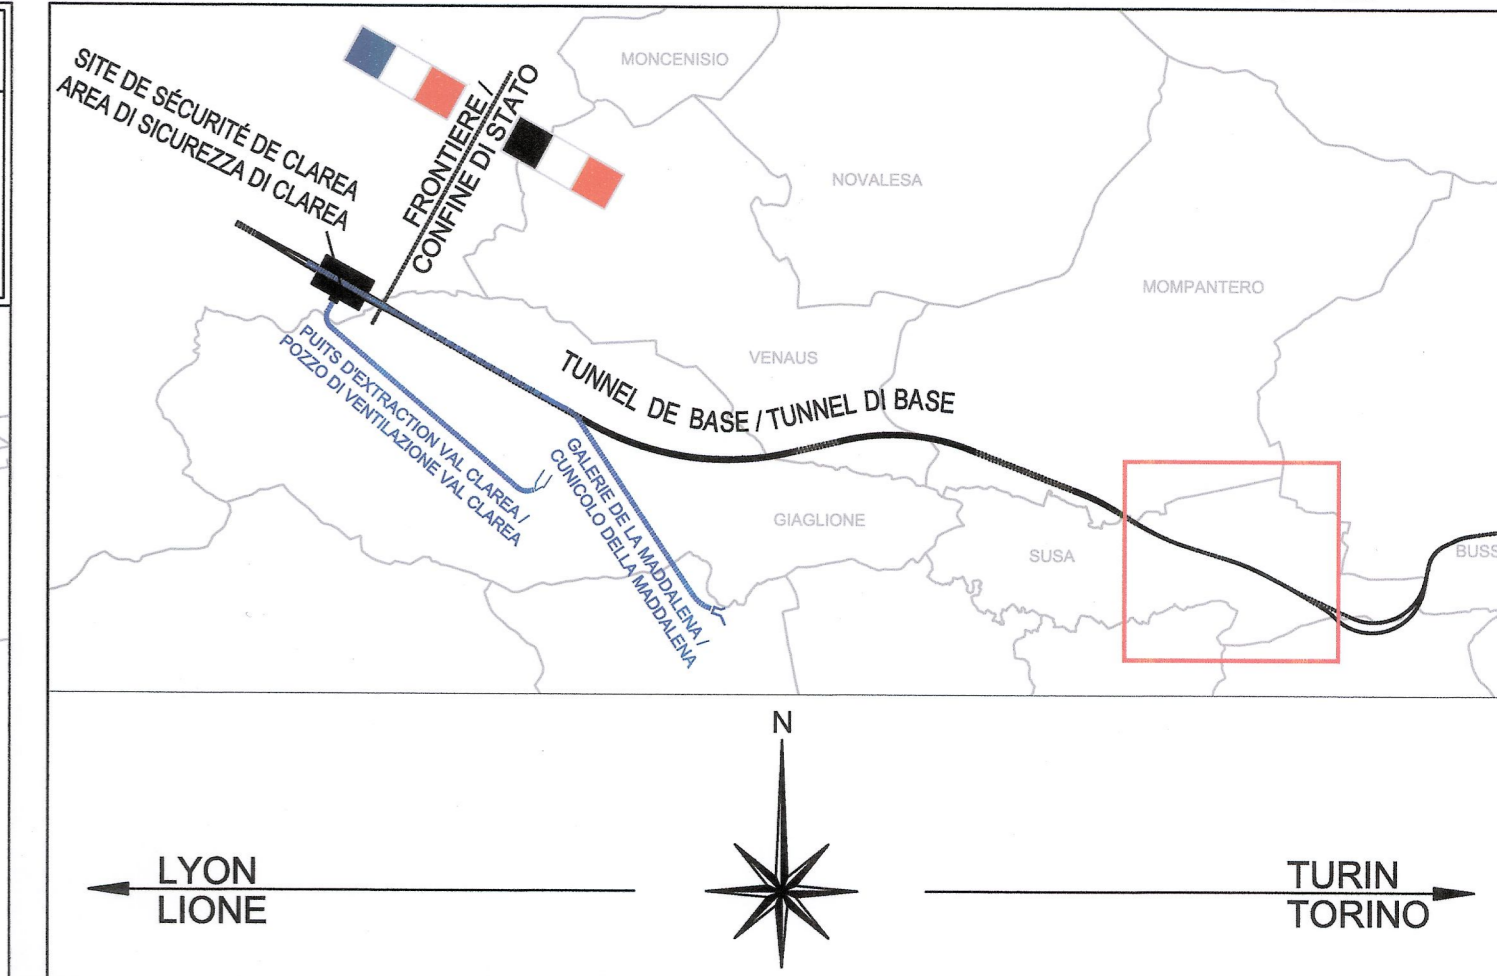 MONCENISIO
SITE DE SÉCURITÉ DE CLAREA
AREA DI SICUREZZA DI CLAREA
FRONTIERE /
CONFINE DI STATO
NOVALESA
MOMPANTERO
VENAUS
TUNNEL DE BASE / TUNNEL DI BASE
PUITS D'EXTRACTION VAL CLAREA /
POZZO DI VENTILAZIONE VAL CLAREA
GALERIE DE LA MADDALENA /
CUNICOLO DELLA MADDALENA
GIAGLIONE
SUSA
BUSS
N
LYON
LIONE
TURIN
TORINO